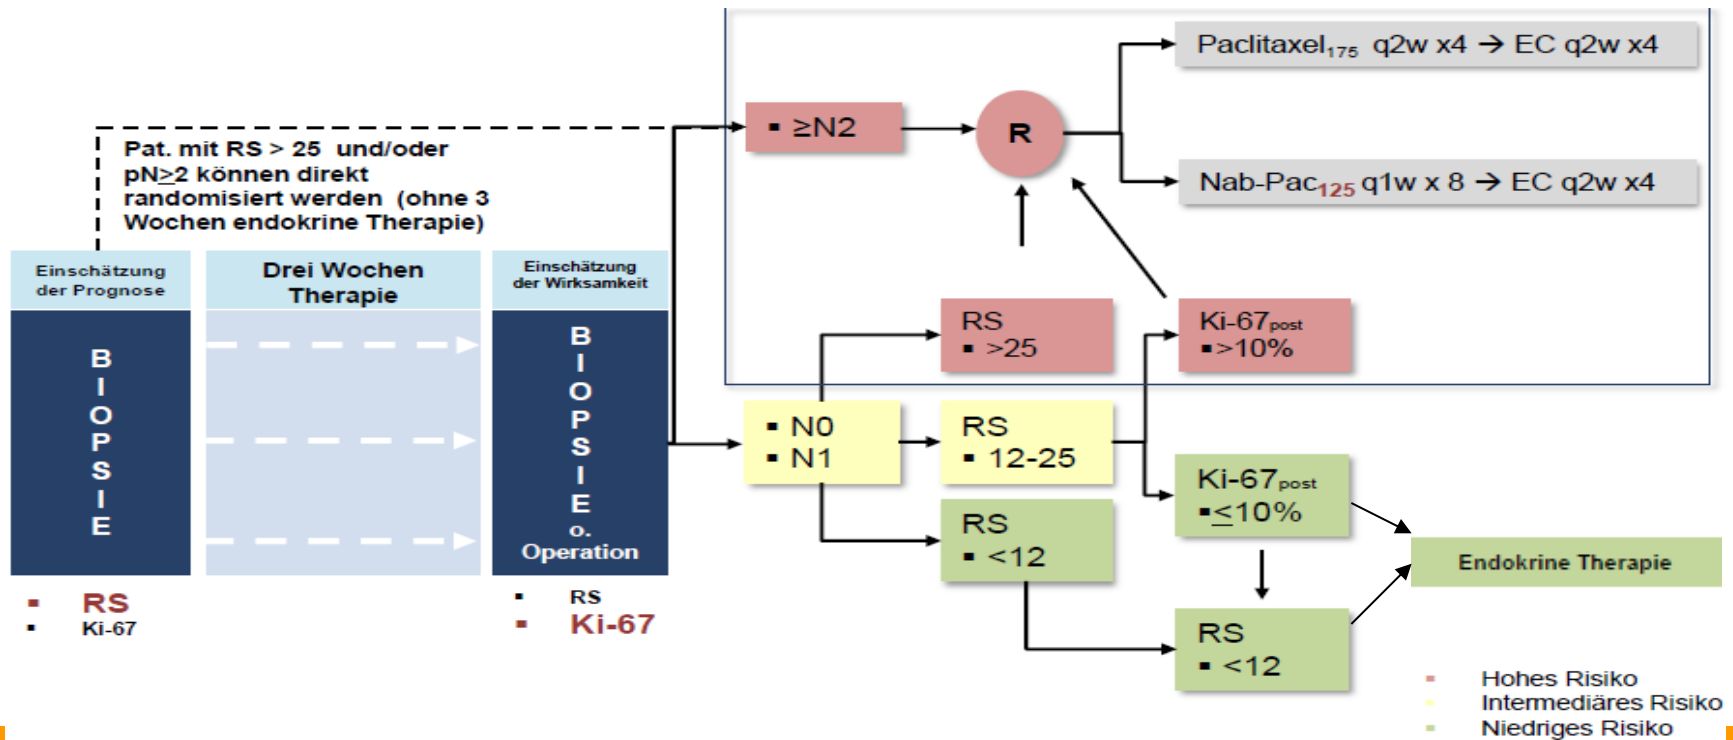 Paclitaxel175 q2w x4 → EC q2w x4
▪ ≥N2
R
Pat. mit RS > 25 und/oder
pN≥2 können direkt
randomisiert werden (ohne 3
Wochen endokrine Therapie)
Nab-Pac125 q1w x 8 → EC q2w x4
Einschätzung
der Prognose
Drei Wochen
Therapie
Einschätzung
der Wirksamkeit
BIOPSIE
BIOPSIE
o.
Operation
RS
▪ >25
Ki-67post
▪>10%
▪ N0
▪ N1
RS
▪ 12-25
Ki-67post
▪≤10%
RS
▪ <12
Endokrine Therapie
RS
▪ <12
▪ RS
▪ Ki-67
▪ RS
▪ Ki-67
▪ Hohes Risiko
▪ Intermediäres Risiko
▪ Niedriges Risiko